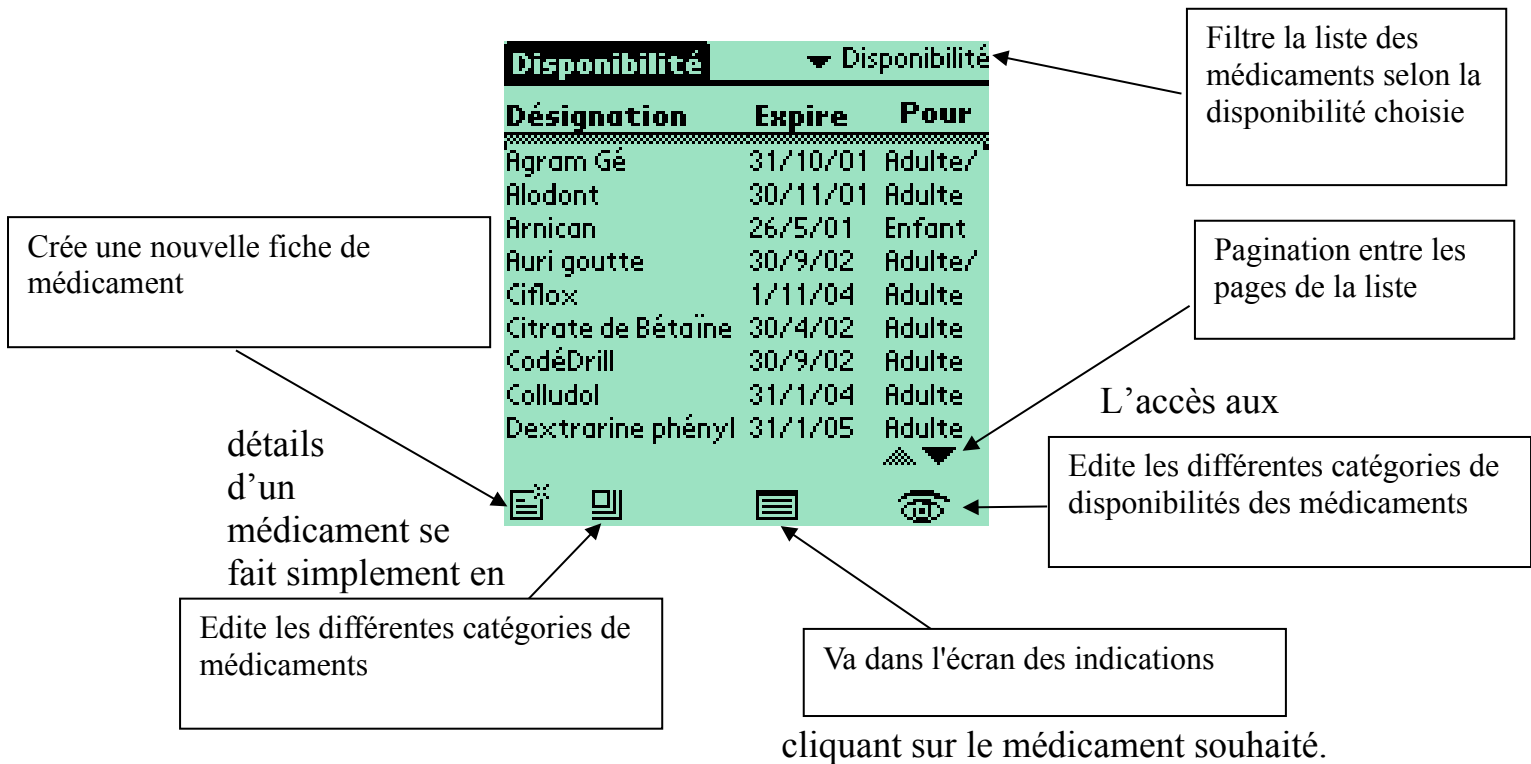 Disponibilité
Disponibilité
Désignation Expire Pour
Agram Gé 31/10/01 Adulte/
Alodont 30/11/01 Adulte
Arnican 26/5/01 Enfant
Auri goutte 30/9/02 Adulte/
Ciflox 1/11/04 Adulte
Citrate de Bétaïne 30/4/02 Adulte
CodéDrill 30/9/02 Adulte
Colludol 31/1/04 Adulte
Dextrarine phényl 31/1/05 Adulte
Filtre la liste des
médicaments selon la
disponibilité choisie
Crée une nouvelle fiche de
médicament
Pagination entre les
pages de la liste
L’accès aux
détails
d’un
médicament se
fait simplement en
Edite les différentes catégories de
disponibilités des médicaments
Edite les différentes catégories de
médicaments
Va dans l'écran des indications
cliquant sur le médicament souhaité.